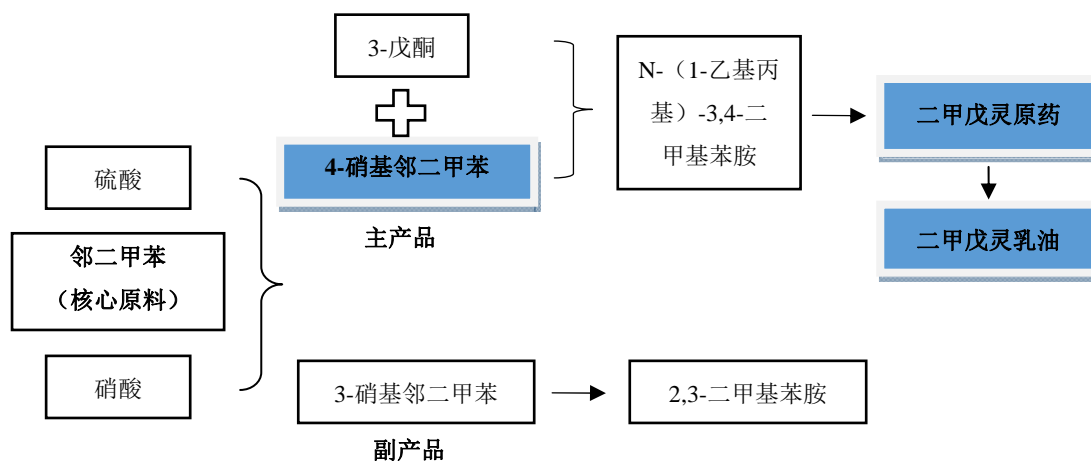 3-戊酮
4-硝基邻二甲苯
主产品
N-（1-乙基丙
基）-3,4-二
甲基苯胺
二甲戊灵原药
二甲戊灵乳油
硫酸
邻二甲苯
（核心原料）
硝酸
3-硝基邻二甲苯
副产品
2,3-二甲基苯胺